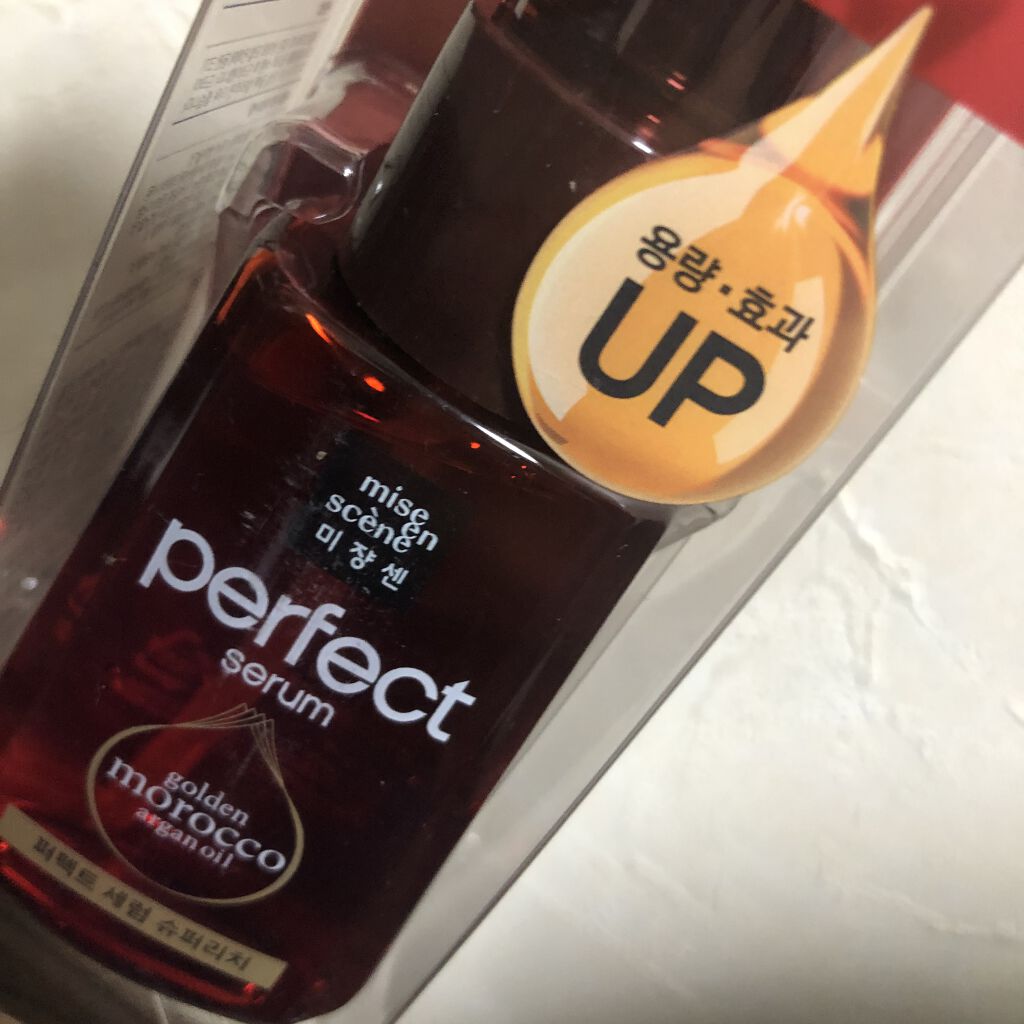 용량·효과
UP
mise
en
scène
미쟝센
perfect
serum
golden
morocco
argan oil
퍼펙트 세럼 슈퍼리치